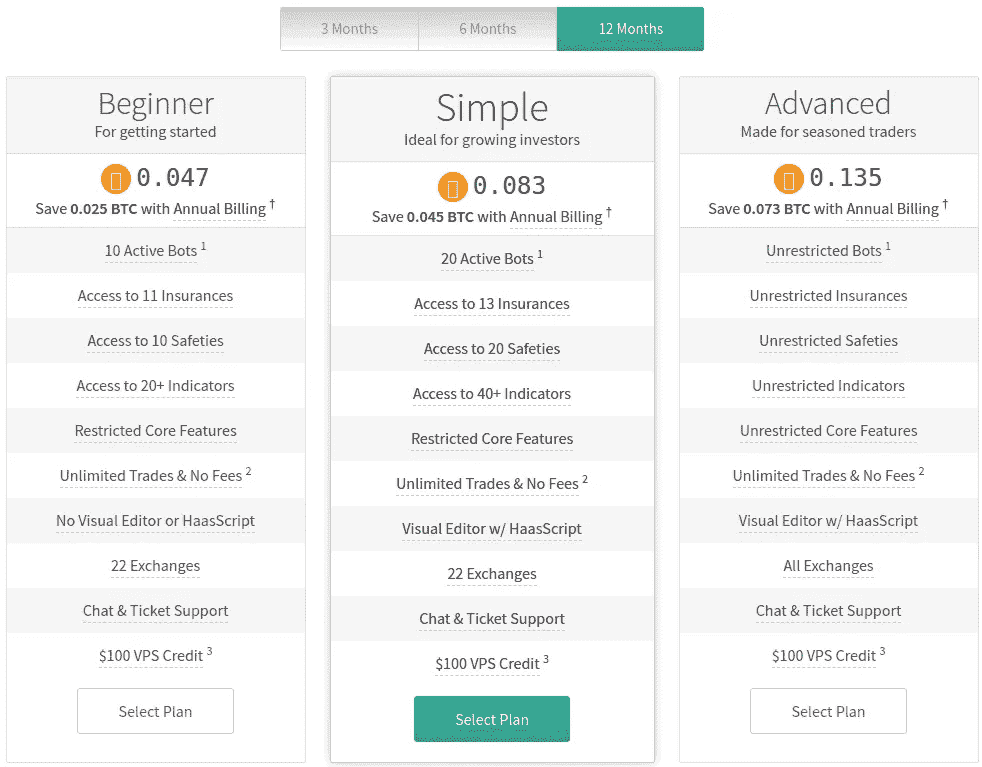 3 Months
6 Months
12 Months
Beginner
For getting started
0.047
Save 0.025 BTC with Annual Billing †
10 Active Bots 1
Access to 11 Insurances
Access to 10 Safeties
Access to 20+ Indicators
Restricted Core Features
Unlimited Trades & No Fees 2
No Visual Editor or HaasScript
22 Exchanges
Chat & Ticket Support
$100 VPS Credit 3
Select Plan
Simple
Ideal for growing investors
0.083
Save 0.045 BTC with Annual Billing †
20 Active Bots 1
Access to 13 Insurances
Access to 20 Safeties
Access to 40+ Indicators
Restricted Core Features
Unlimited Trades & No Fees 2
Visual Editor w/ HaasScript
22 Exchanges
Chat & Ticket Support
$100 VPS Credit 3
Select Plan
Advanced
Made for seasoned traders
0.135
Save 0.073 BTC with Annual Billing †
Unrestricted Bots 1
Unrestricted Insurances
Unrestricted Safeties
Unrestricted Indicators
Unrestricted Core Features
Unlimited Trades & No Fees 2
Visual Editor w/ HaasScript
All Exchanges
Chat & Ticket Support
$100 VPS Credit 3
Select Plan